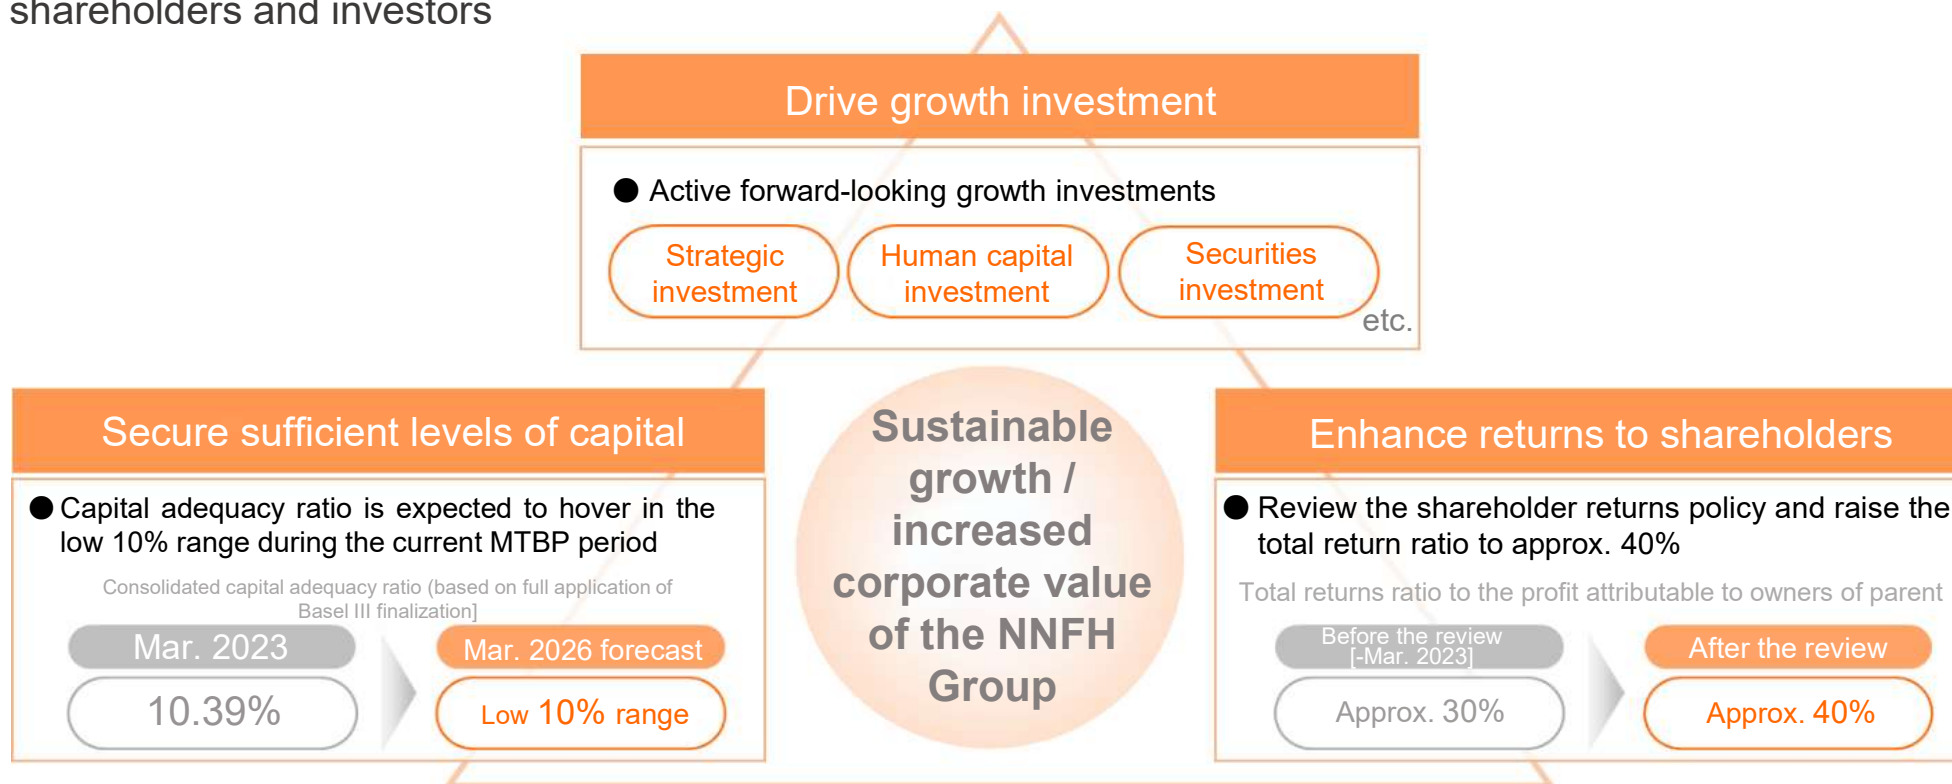 shareholders and investors
Drive growth investment
● Active forward-looking growth investments
Strategic
investment
Human capital
investment
Securities
investment
etc.
Secure sufficient levels of capital
● Capital adequacy ratio is expected to hover in the
low 10% range during the current MTBP period
Consolidated capital adequacy ratio (based on full application of
Basel III finalization]
Mar. 2023
10.39%
Mar. 2026 forecast
Low 10% range
Sustainable
growth /
increased
corporate value
of the NNFH
Group
Enhance returns to shareholders
● Review the shareholder returns policy and raise the
total return ratio to approx. 40%
Total returns ratio to the profit attributable to owners of parent
Before the review
[-Mar. 2023]
Approx. 30%
After the review
Approx. 40%